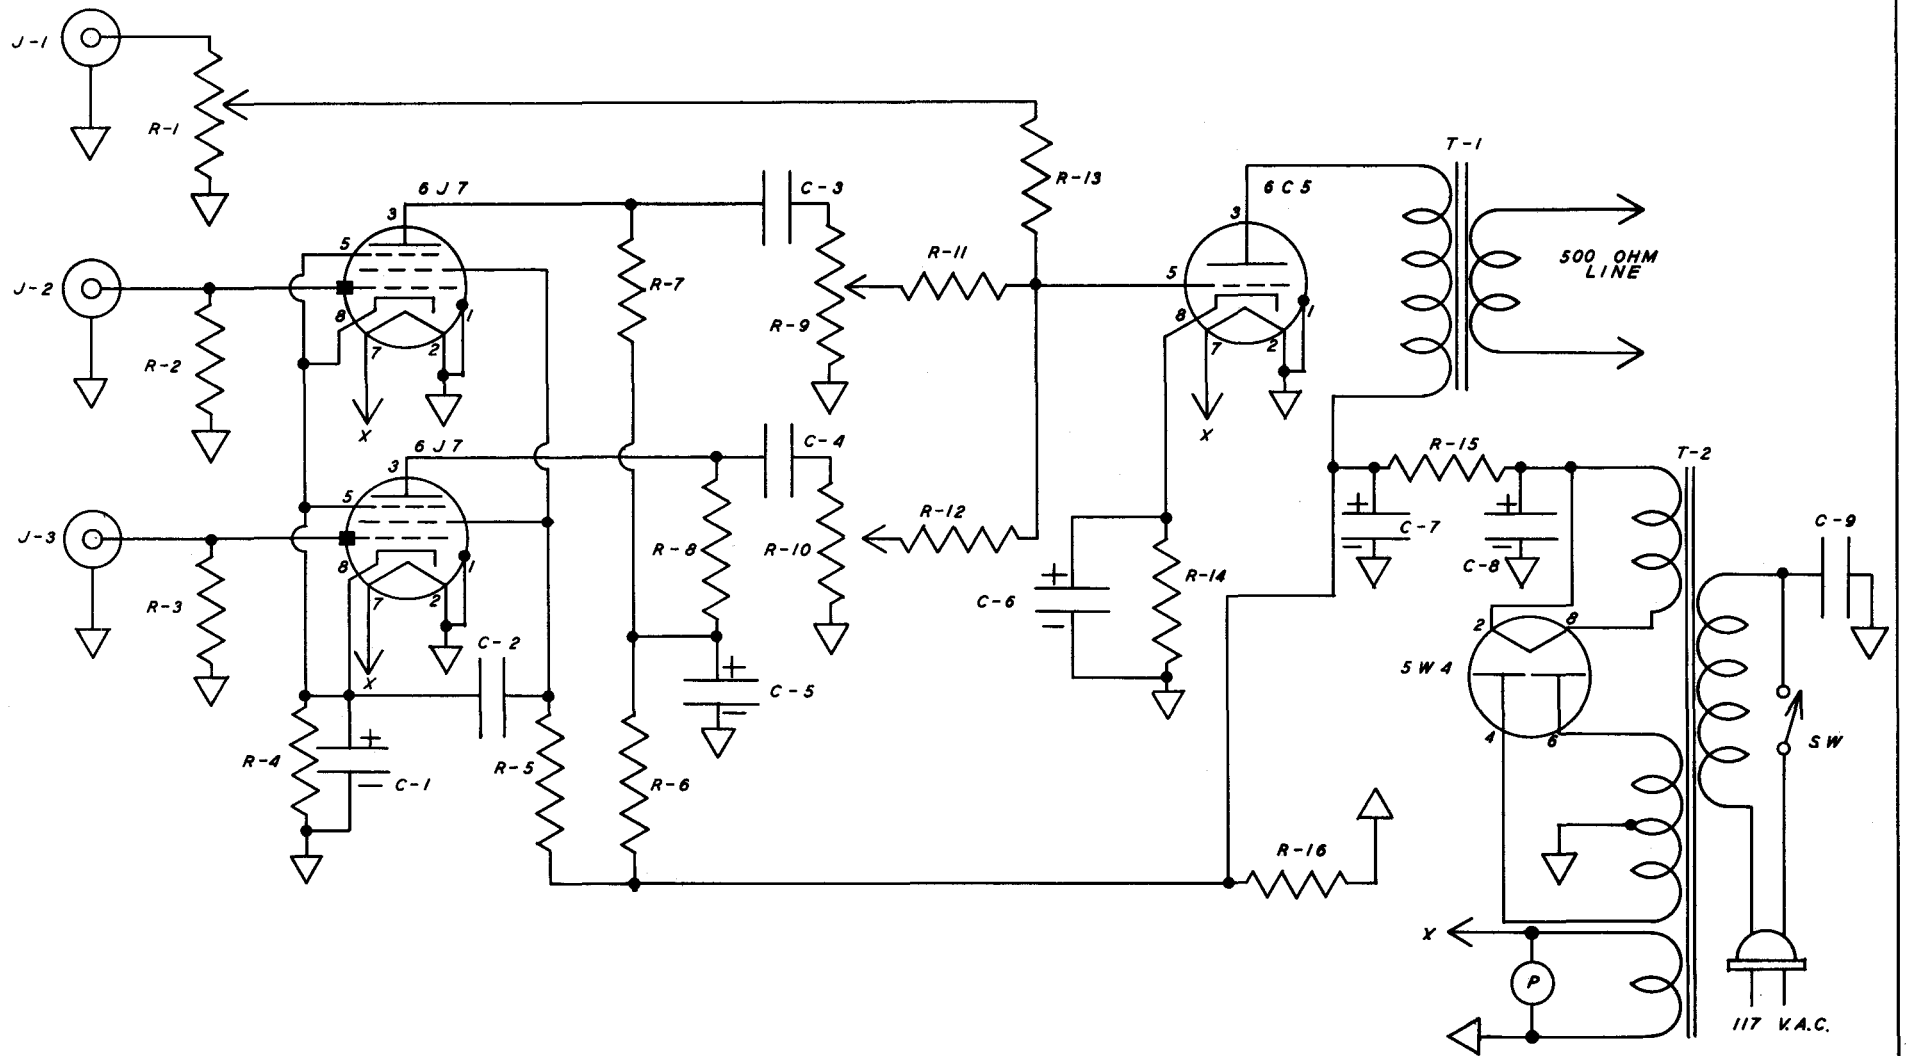 J-1
R-1
6J7
3
5
8
7
2
1
X
J-2
R-2
C-3
R-7
R-9
R-11
R-13
6C5
3
5
8
7
2
1
X
T-1
500 OHM
LINE
6J7
3
5
8
7
2
1
X
J-3
R-3
C-4
R-8
R-10
R-12
C-2
+
C-5
-
+
C-6
-
R-14
R-15
+
C-7
-
+
C-8
-
T-2
C-9
2
8
5W4
4
6
SW
R-4
+
C-1
-
R-5
R-6
R-16
X
P
117 V.A.C.